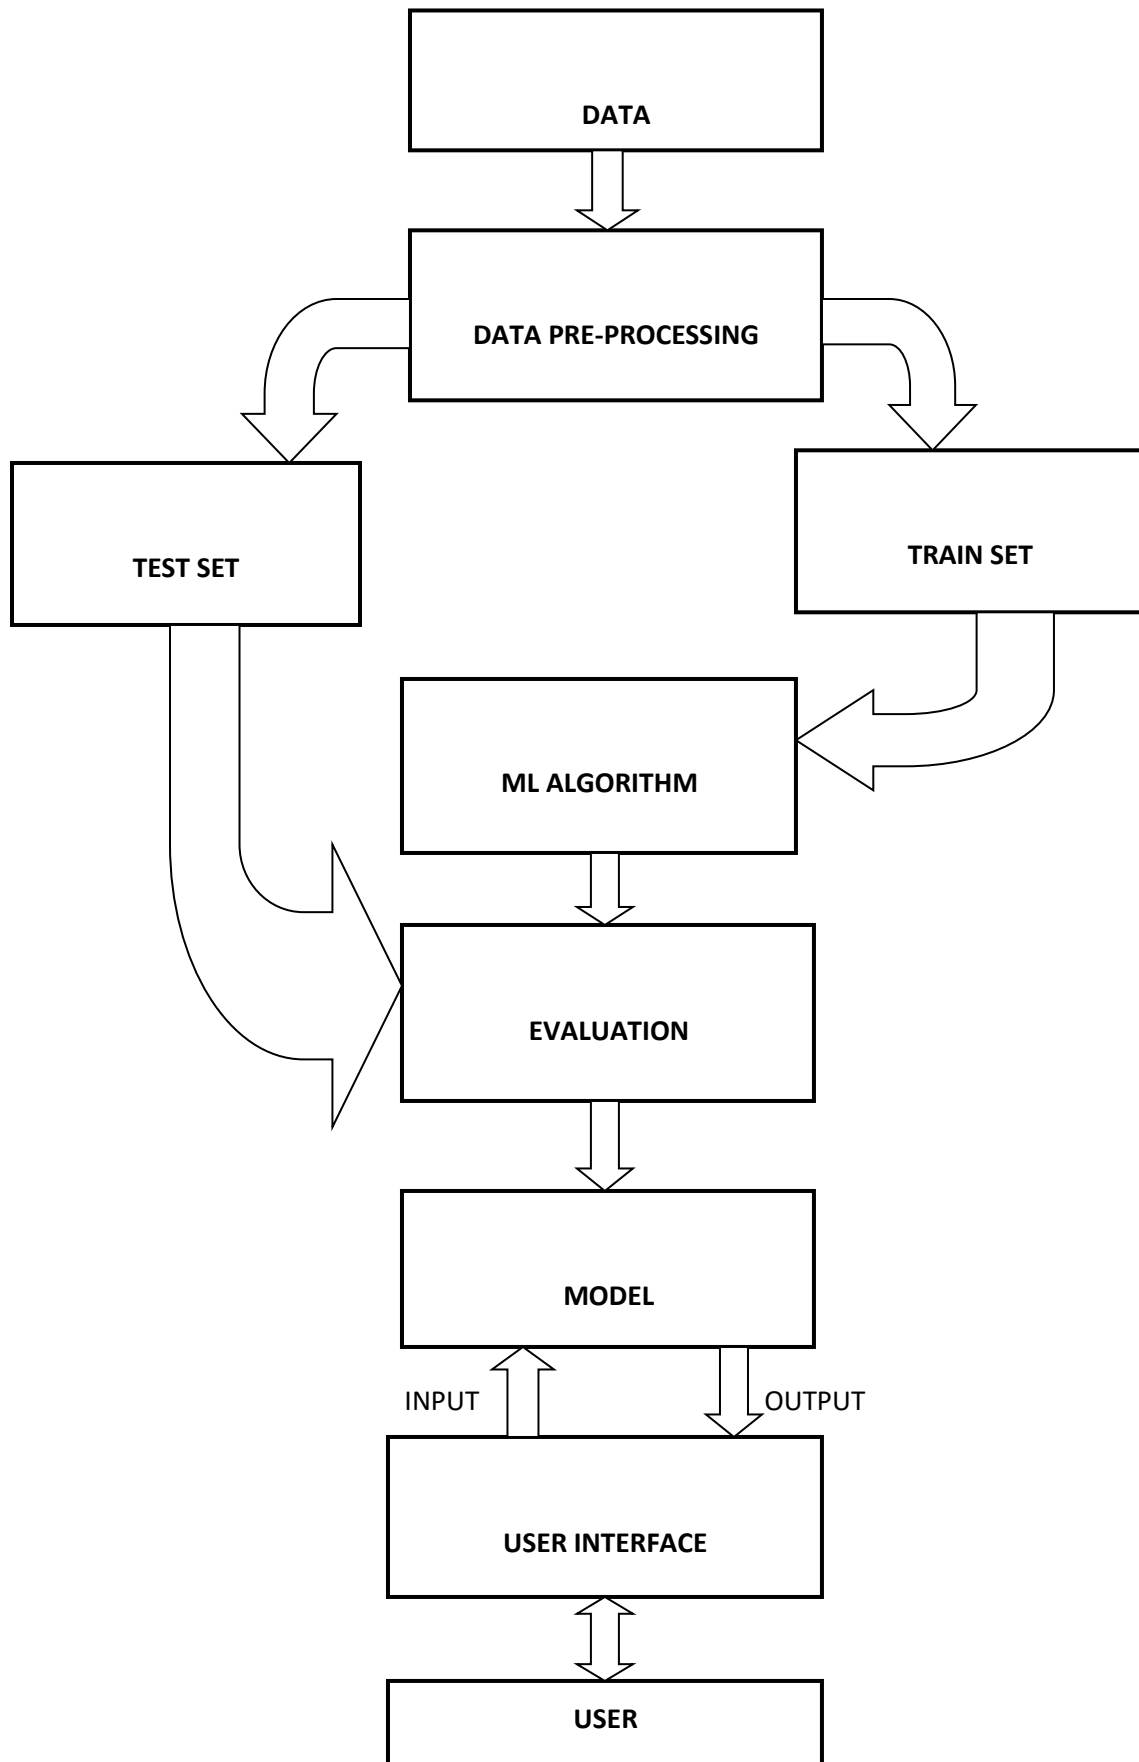 DATA
DATA PRE-PROCESSING
TEST SET
TRAIN SET
ML ALGORITHM
EVALUATION
MODEL
INPUT
OUTPUT
USER INTERFACE
USER